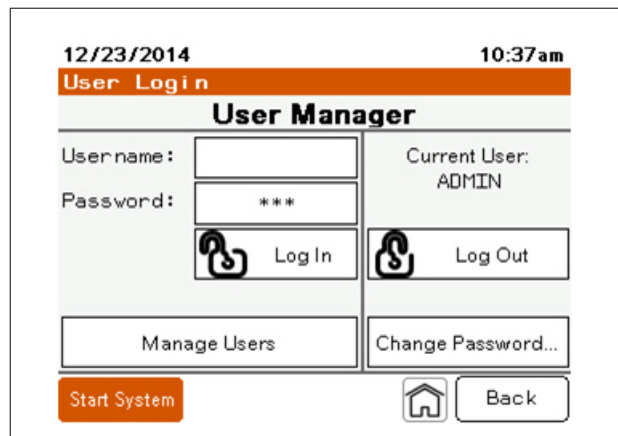 12/23/2014 10:37am
User Login
User Manager
Username:
Current User:
ADMIN
Password: ***
Log In
Log Out
Manage Users
Change Password...
Start System
Back